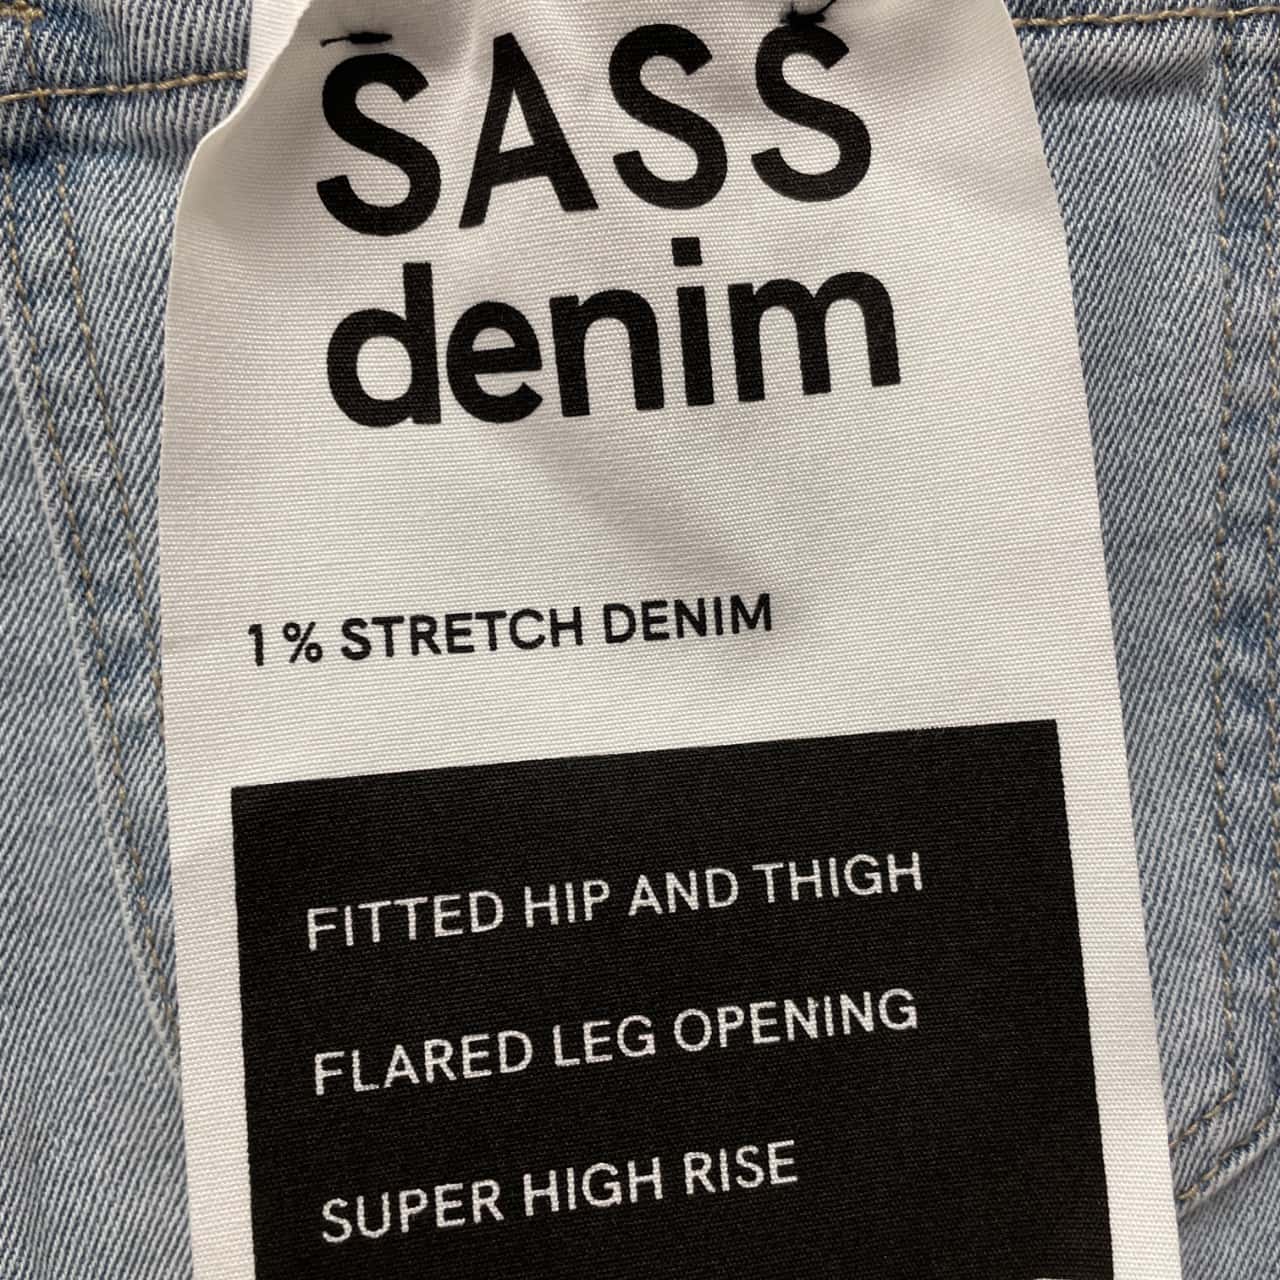 SASS
denim
1% STRETCH DENIM
FITTED HIP AND THIGH
FLARED LEG OPENING
SUPER HIGH RISE